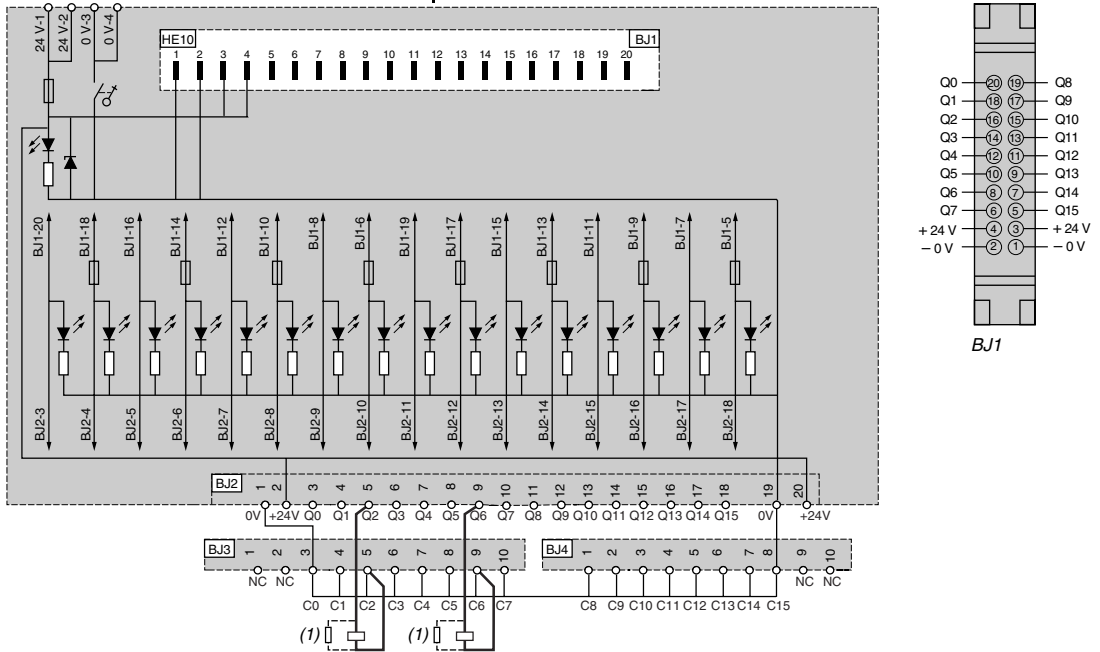 24 V-1
24 V-2
0 V-3
0 V-4
HE10 BJ1
1 2 3 4 5 6 7 8 9 10 11 12 13 14 15 16 17 18 19 20
BJ1-20 BJ1-18 BJ1-16 BJ1-14 BJ1-12 BJ1-10 BJ1-8 BJ1-6 BJ1-19 BJ1-17 BJ1-15 BJ1-13 BJ1-11 BJ1-9 BJ1-7 BJ1-5
BJ2-3 BJ2-4 BJ2-5 BJ2-6 BJ2-7 BJ2-8 BJ2-9 BJ2-10 BJ2-11 BJ2-12 BJ2-13 BJ2-14 BJ2-15 BJ2-16 BJ2-17 BJ2-18
BJ2 1 2 3 4 5 6 7 8 9 10 11 12 13 14 15 16 17 18 19 20
0V +24V Q0 Q1 Q2 Q3 Q4 Q5 Q6 Q7 Q8 Q9 Q10 Q11 Q12 Q13 Q14 Q15 0V +24V
BJ3 1 2 3 4 5 6 7 8 9 10 BJ4 1 2 3 4 5 6 7 8 9 10
NC NC NC NC
C0 C1 C2 C3 C4 C5 C6 C7 C8 C9 C10 C11 C12 C13 C14 C15
(1) (1)
Q0 20 19 Q8
Q1 18 17 Q9
Q2 16 15 Q10
Q3 14 13 Q11
Q4 12 11 Q12
Q5 10 9 Q13
Q6 8 7 Q14
Q7 6 5 Q15
+ 24 V 4 3 + 24 V
– 0 V 2 1 – 0 V
BJ1